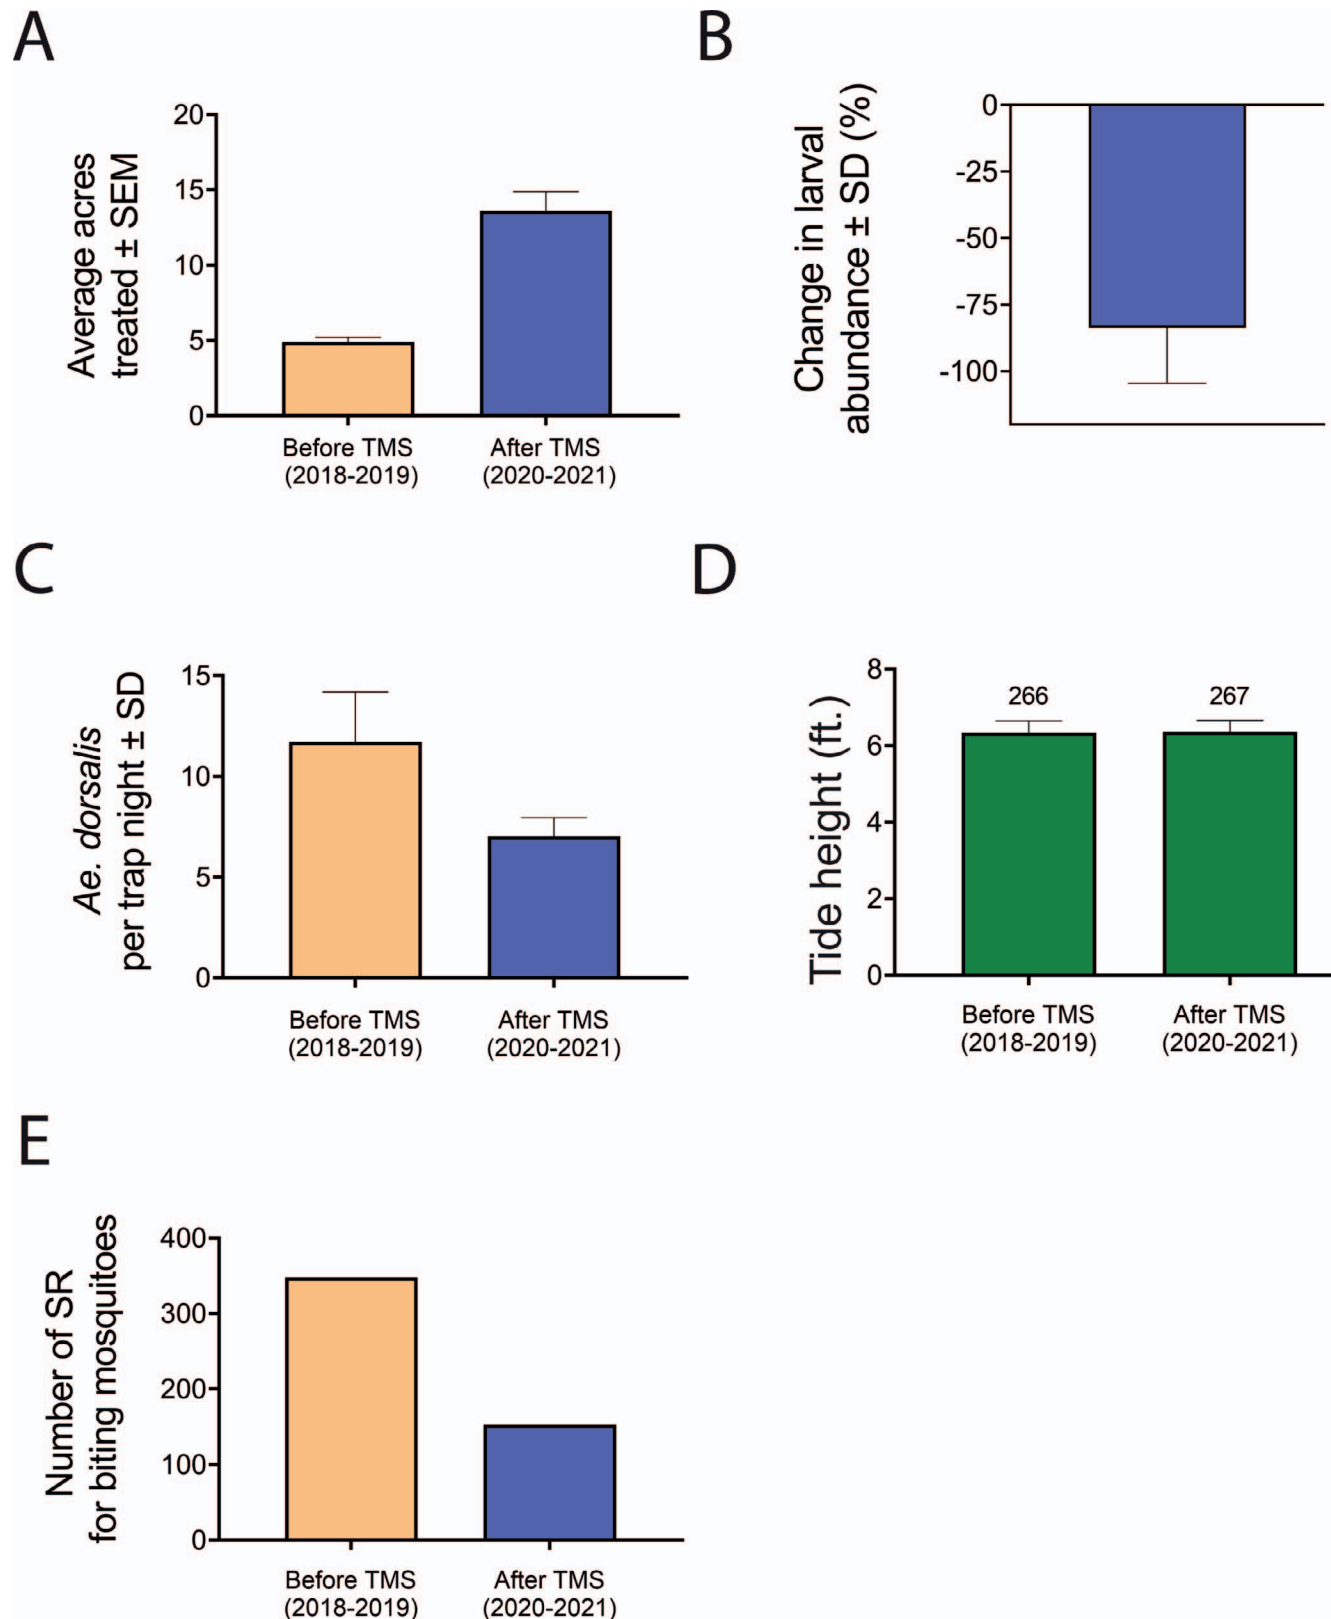 A
Average acres
treated ± SEM
20
15
10
5
0
Before TMS
(2018-2019)
After TMS
(2020-2021)
B
Change in larval
abundance ± SD (%)
0
-25
-50
-75
-100
C
Ae. dorsalis
per trap night ± SD
15
10
5
0
Before TMS
(2018-2019)
After TMS
(2020-2021)
D
Tide height (ft.)
8
6
4
2
0
266
267
Before TMS
(2018-2019)
After TMS
(2020-2021)
E
Number of SR
for biting mosquitoes
400
300
200
100
0
Before TMS
(2018-2019)
After TMS
(2020-2021)